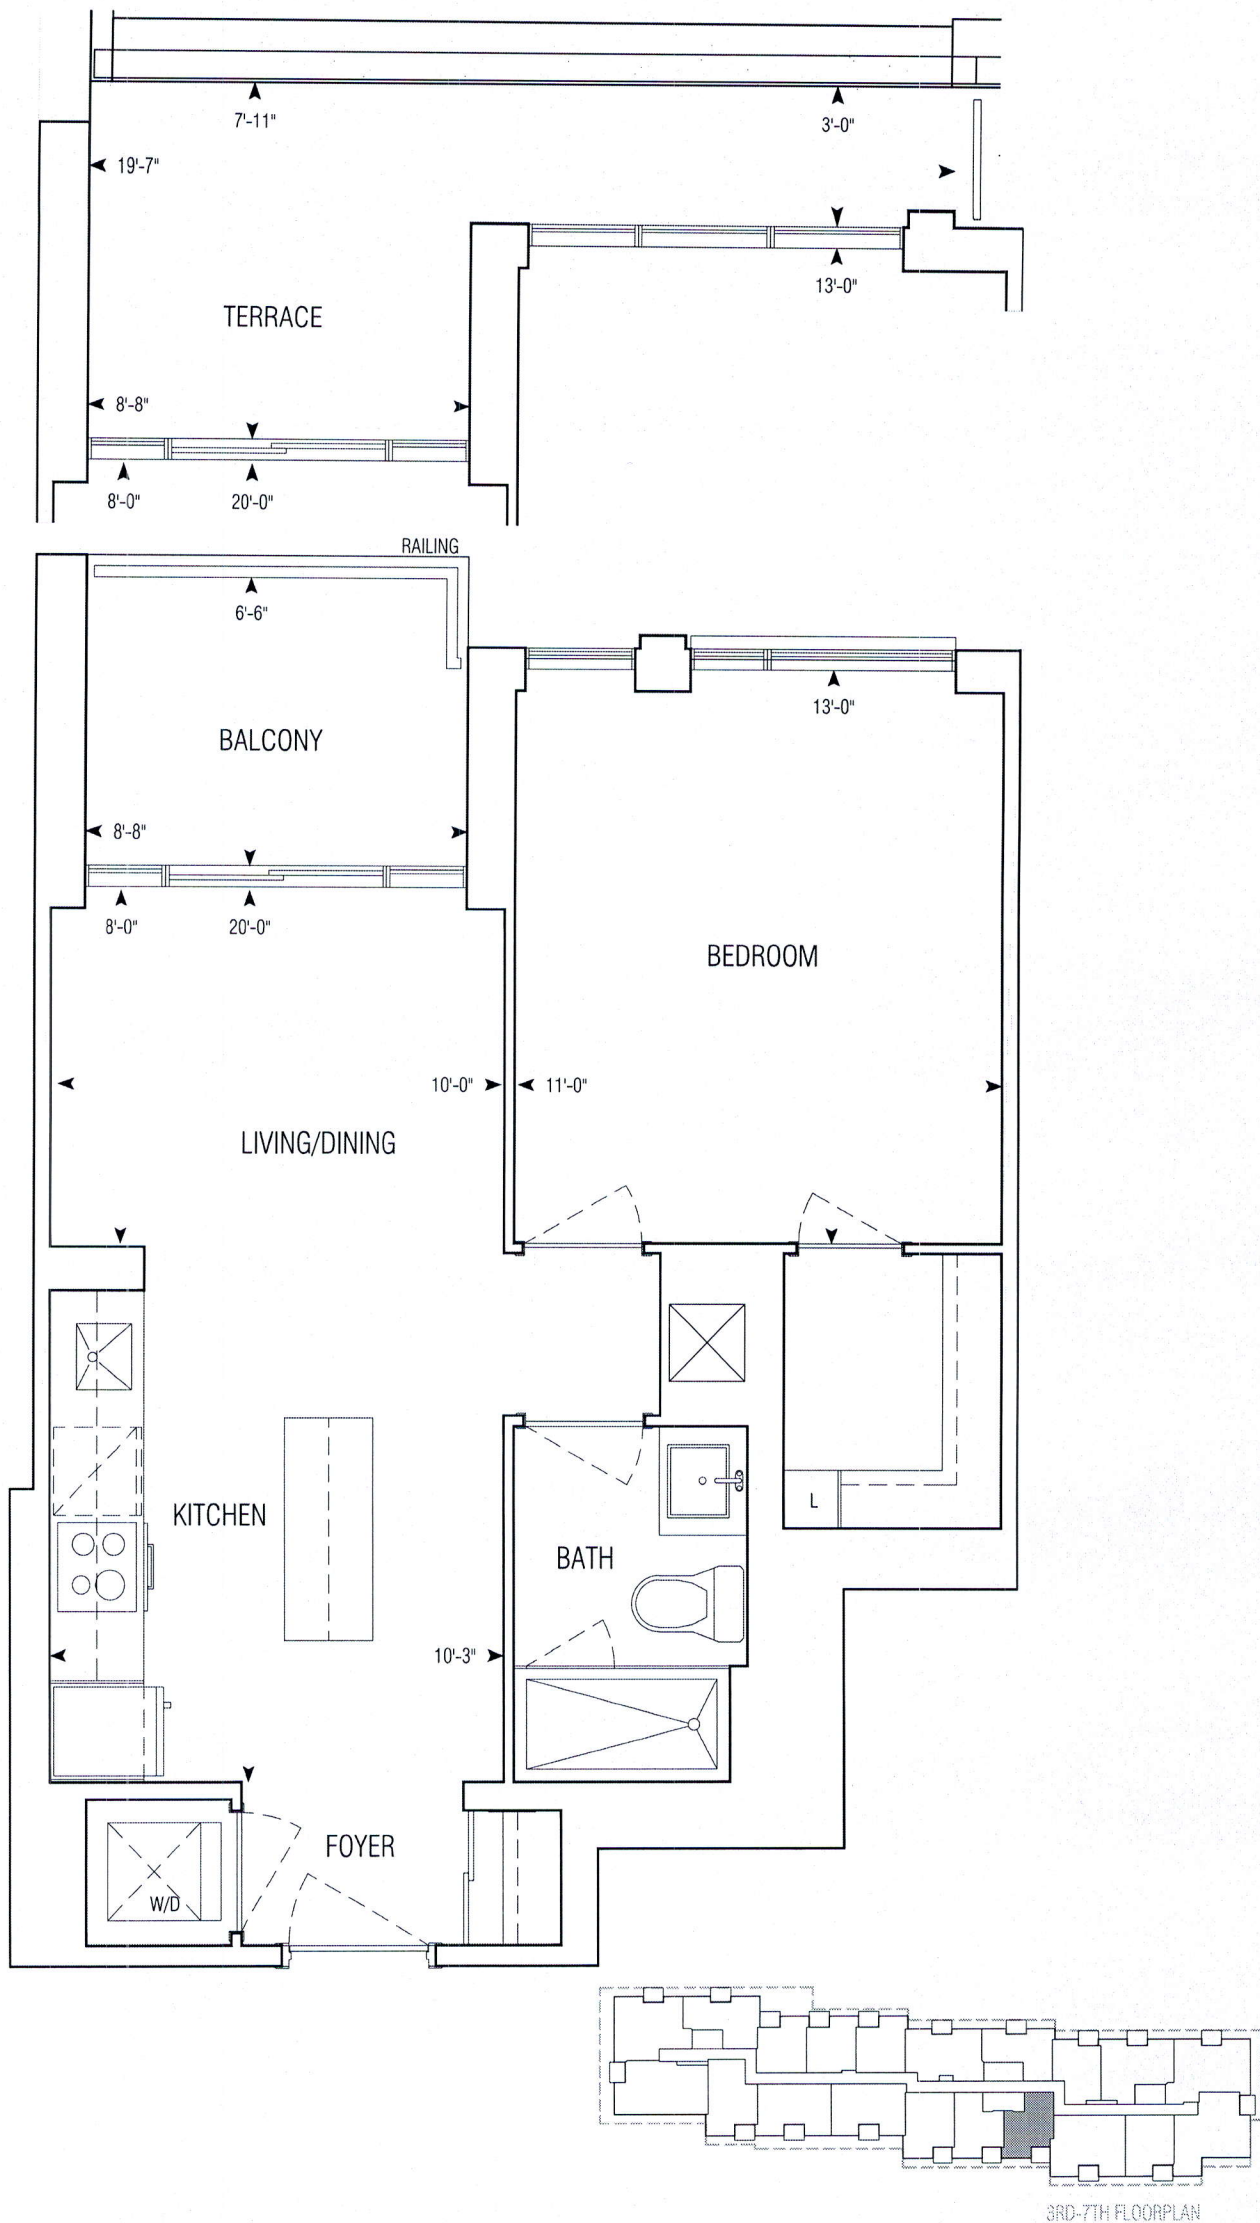 7'-11"
3'-0"
19'-7"
13'-0"
TERRACE
8'-8"
8'-0"
20'-0"
RAILING
6'-6"
13'-0"
BALCONY
8'-8"
8'-0"
20'-0"
BEDROOM
10'-0"
11'-0"
LIVING/DINING
L
KITCHEN
BATH
10'-3"
FOYER
W/D
3RD-7TH FLOORPLAN